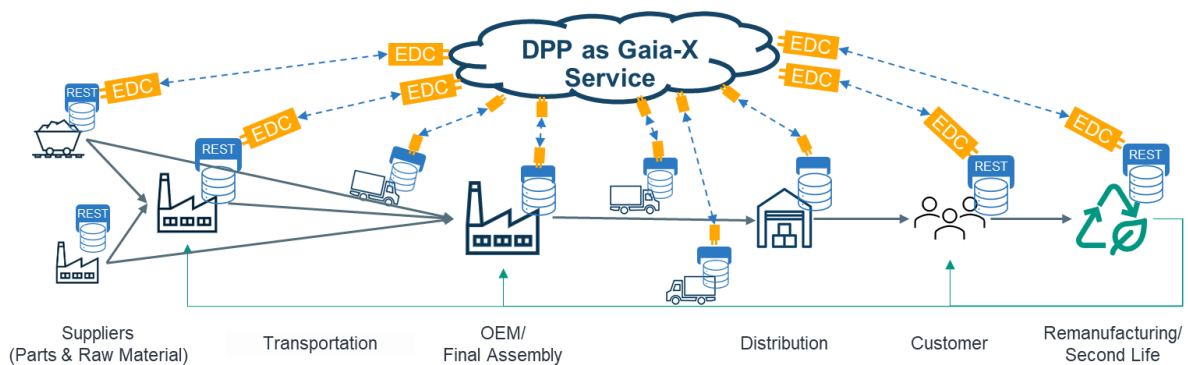 DPP as Gaia-X
Service
EDC
EDC
EDC
EDC
REST
EDC
REST
EDC
REST
EDC
REST
EDC
REST
Suppliers
(Parts & Raw Material)
Transportation
OEM/
Final Assembly
Distribution
Customer
Remanufacturing/
Second Life